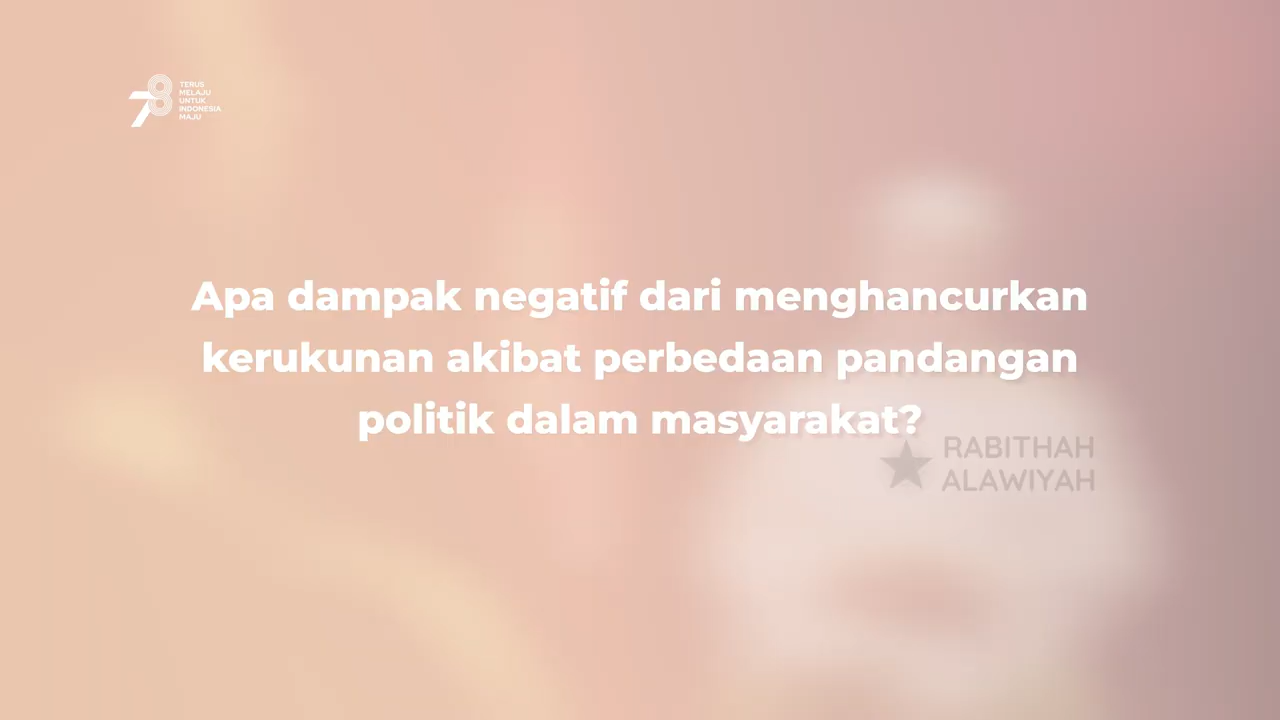 78
TERUS
MELAJU
UNTUK
INDONESIA
MAJU
Apa dampak negatif dari menghancurkan
kerukunan akibat perbedaan pandangan
politik dalam masyarakat?
RABITHAH
ALAWIYAH